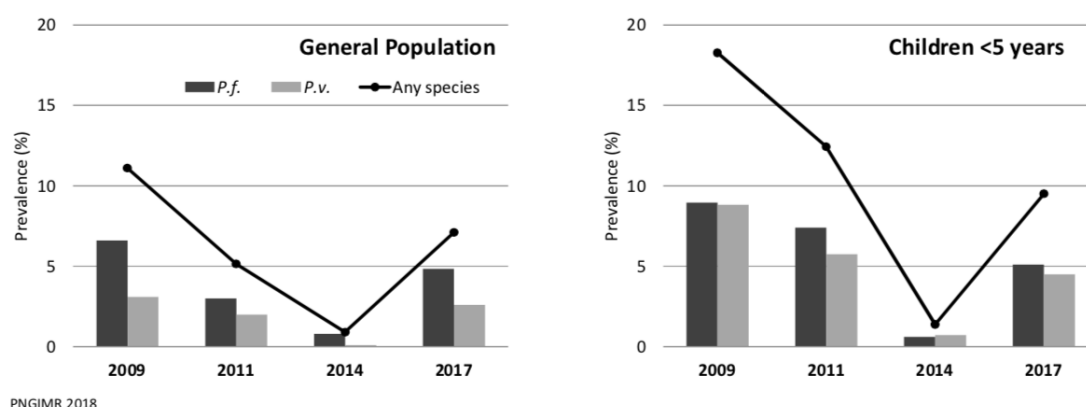 General Population
P.f. P.v. Any species
Prevalence (%)
20
15
10
5
0
2009 2011 2014 2017
Children <5 years
Prevalence (%)
20
15
10
5
0
2009 2011 2014 2017
PNGIMR 2018